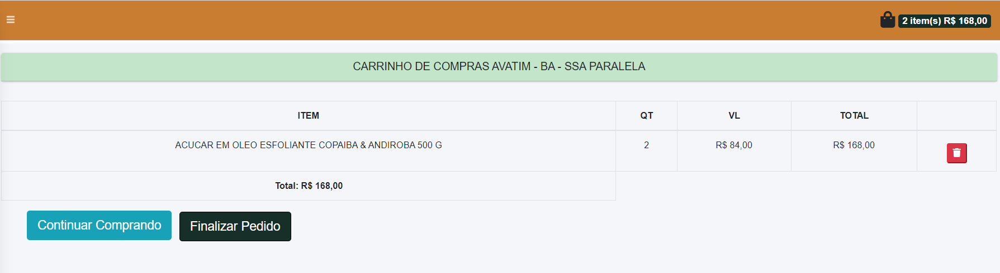 2 item(s) R$ 168,00
CARRINHO DE COMPRAS AVATIM - BA - SSA PARALELA
ITEM QT VL TOTAL
ACUCAR EM OLEO ESFOLIANTE COPAIBA & ANDIROBA 500 G 2 R$ 84,00 R$ 168,00
Total: R$ 168,00
Continuar Comprando Finalizar Pedido